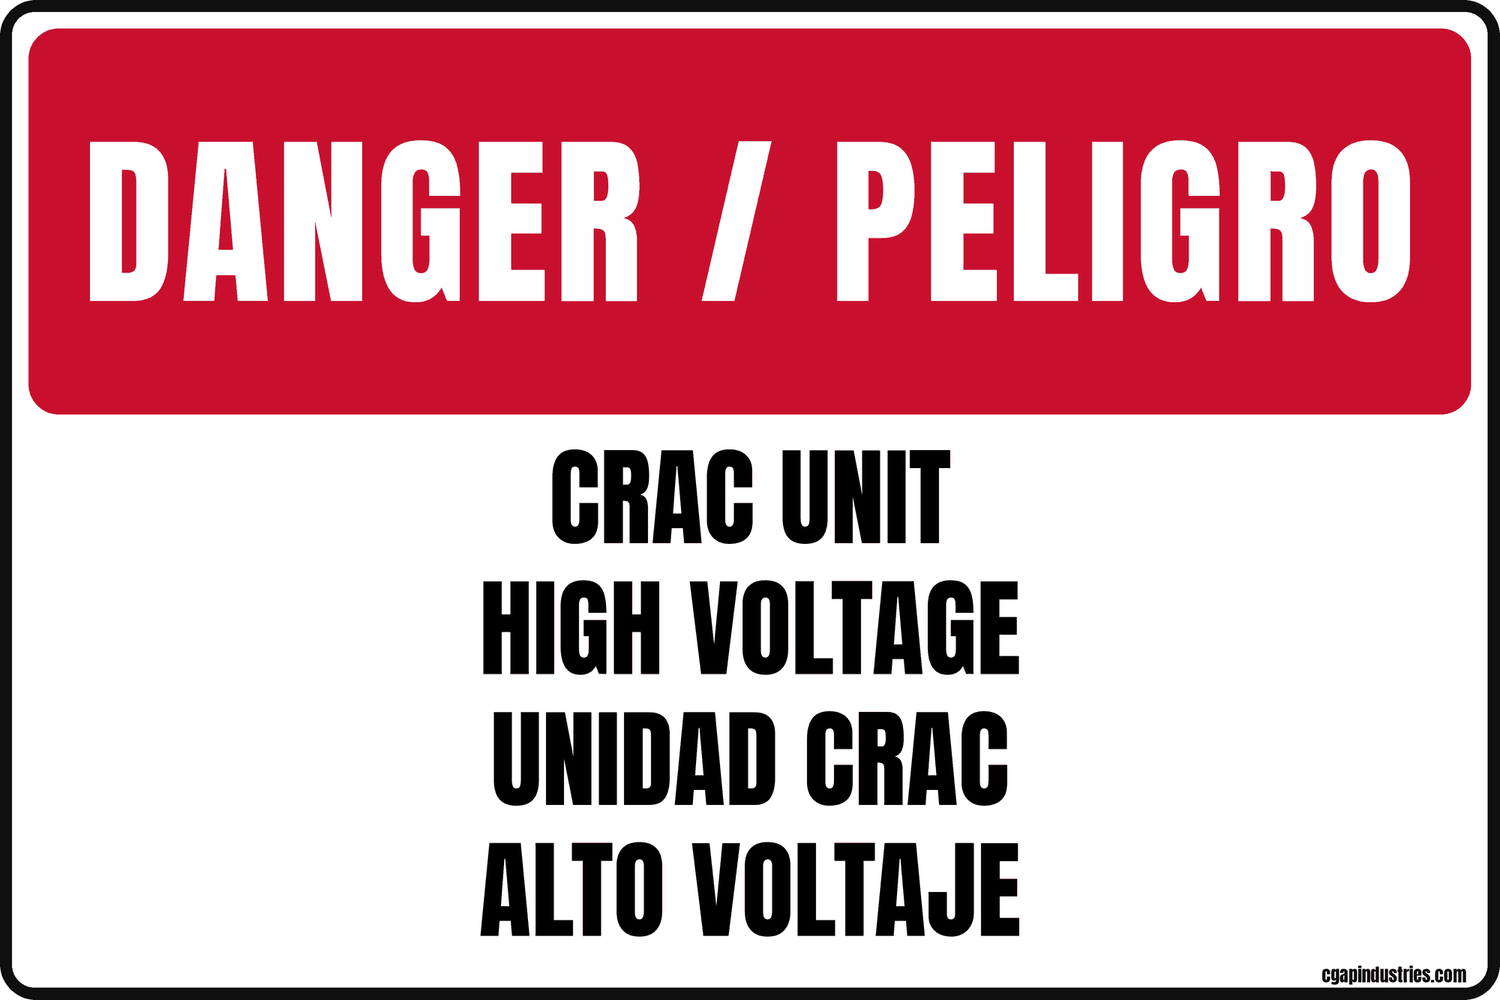 DANGER / PELIGRO
CRAC UNIT
HIGH VOLTAGE
UNIDAD CRAC
ALTO VOLTAJE
cgapindustries.com